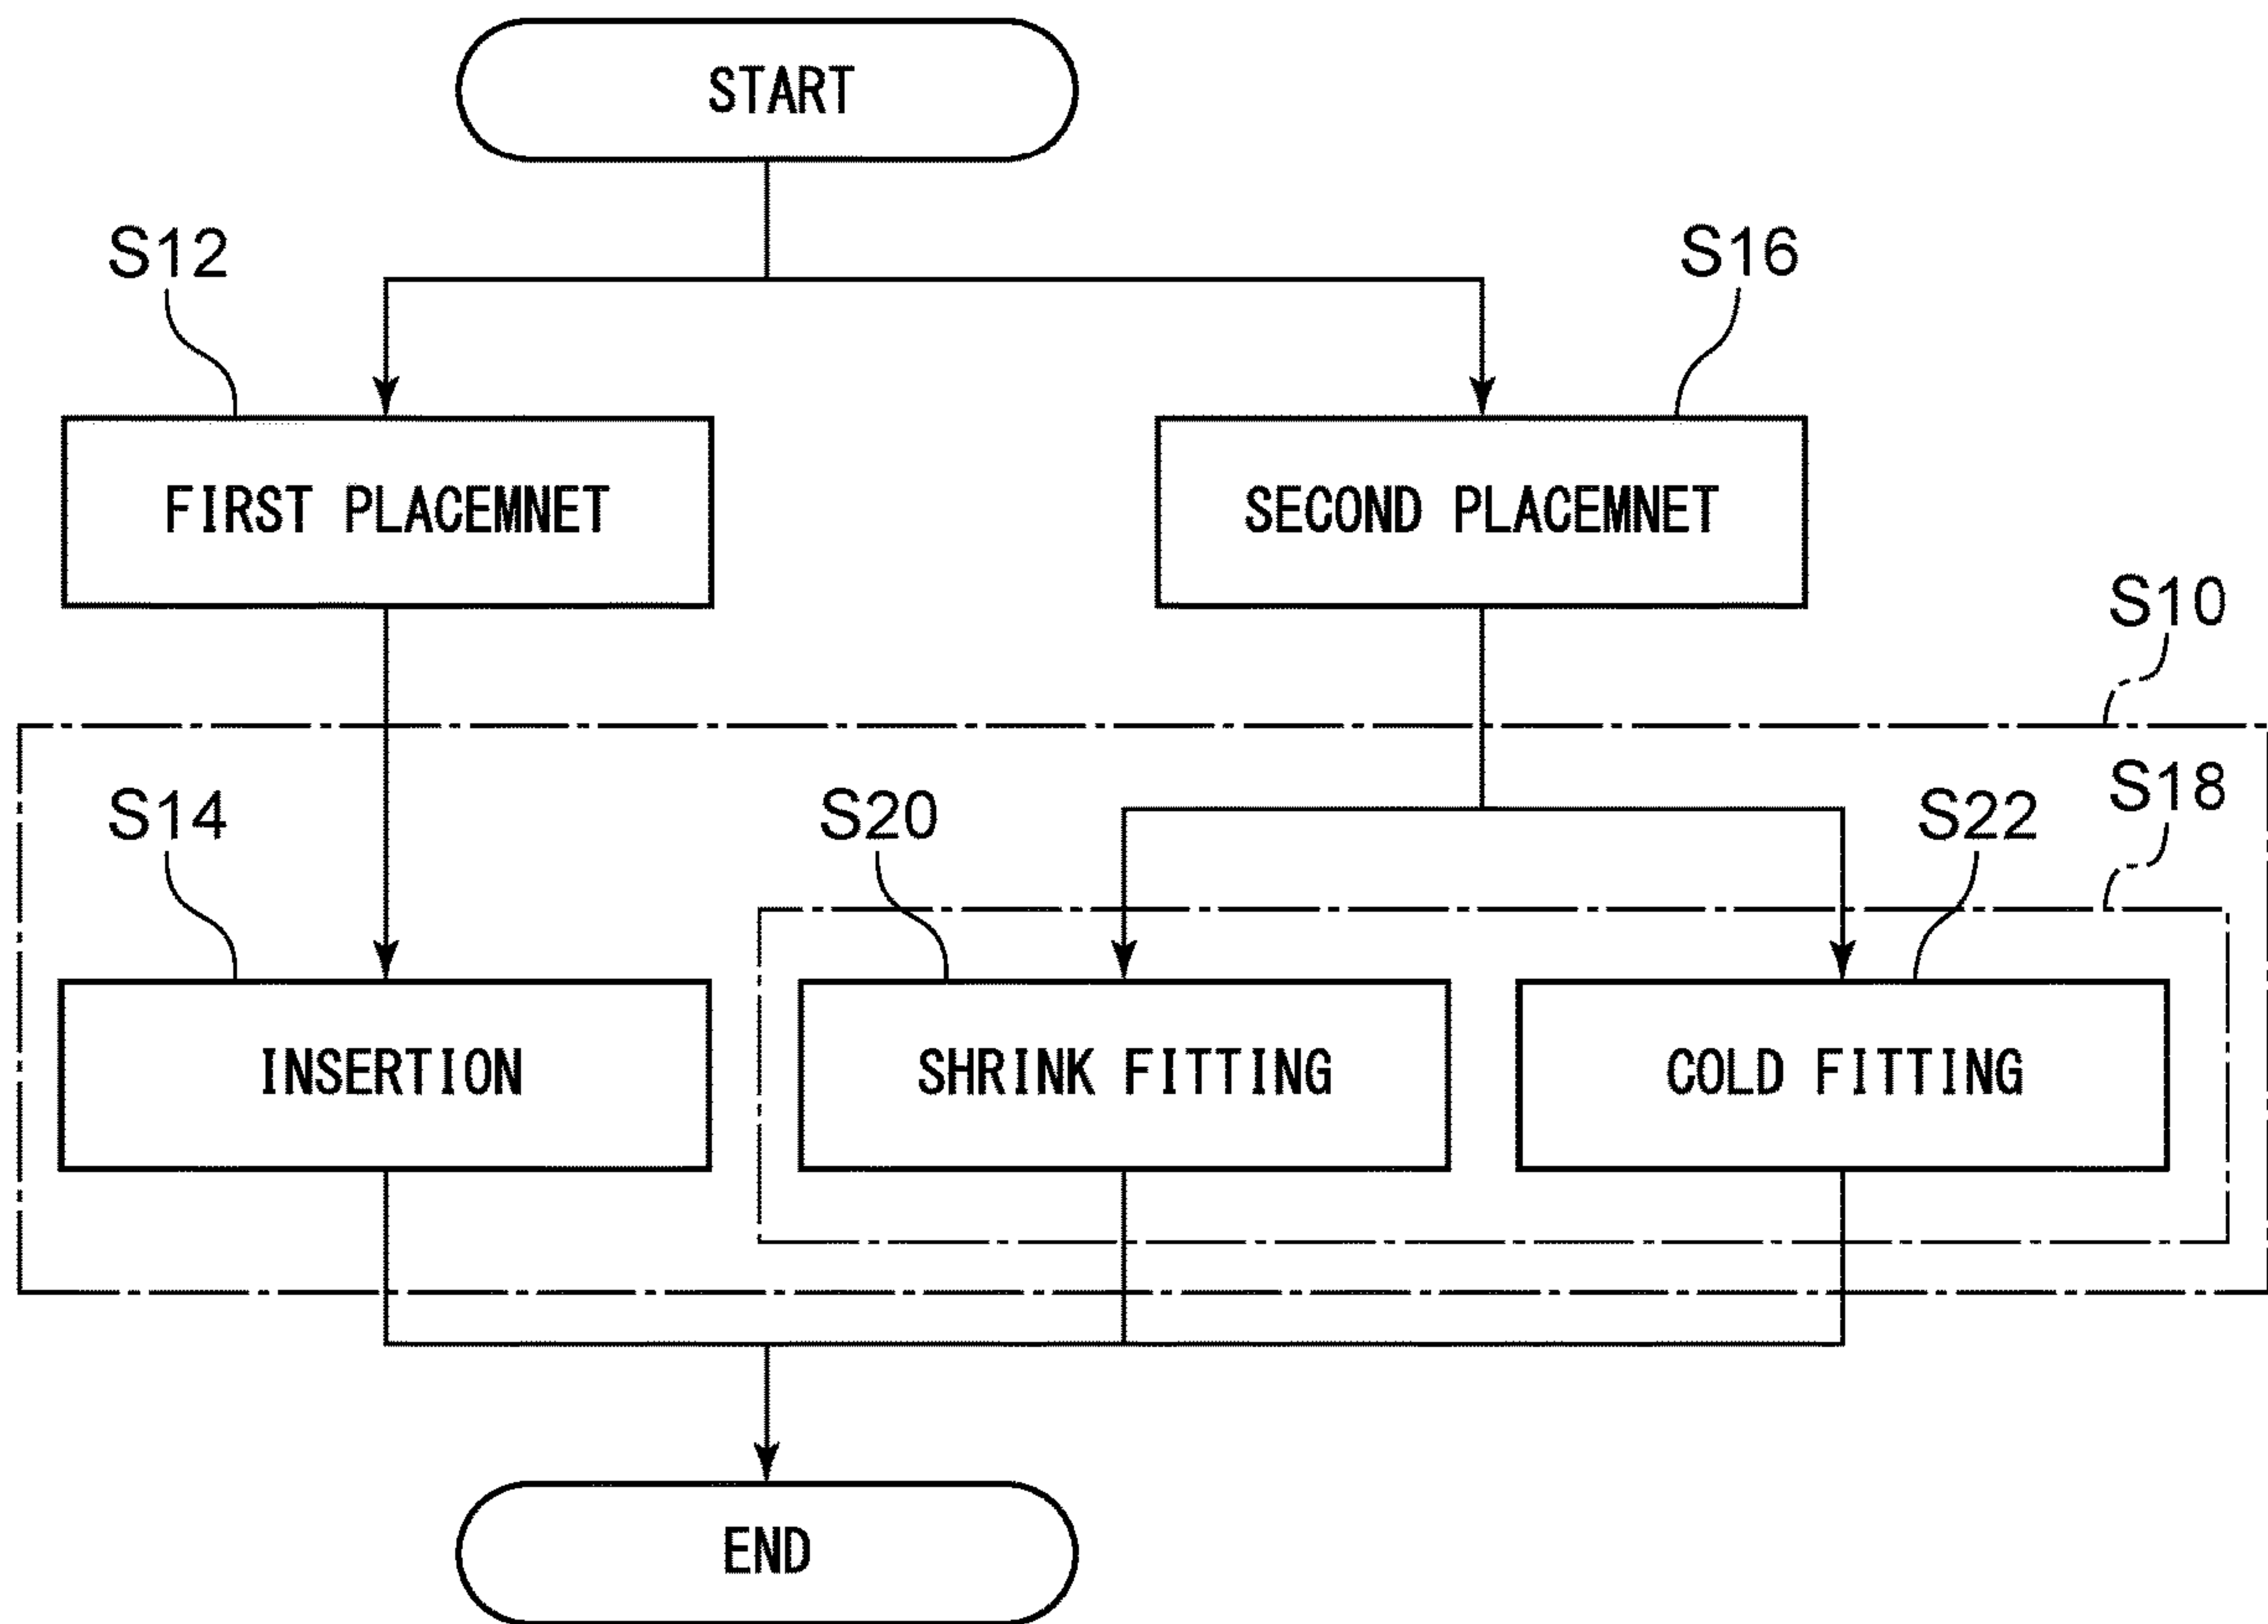 START
S12
S16
FIRST PLACEMNET
SECOND PLACEMNET
S10
S14
S20
S22
S18
INSERTION
SHRINK FITTING
COLD FITTING
END